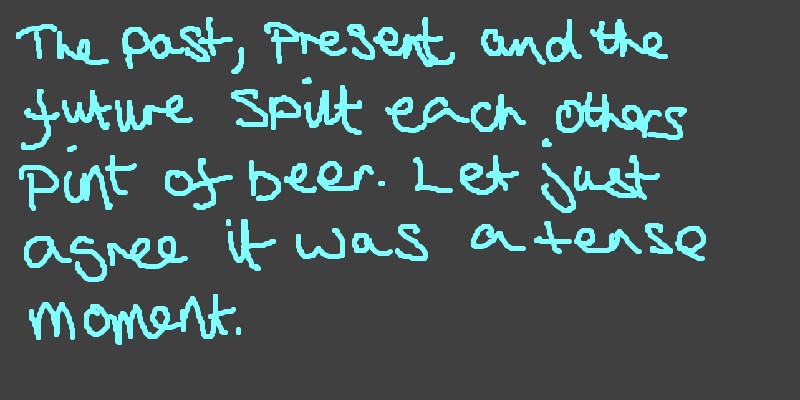 The past, present and the
future spilt each others
pint of beer. Let just
agree it was a tense
moment.